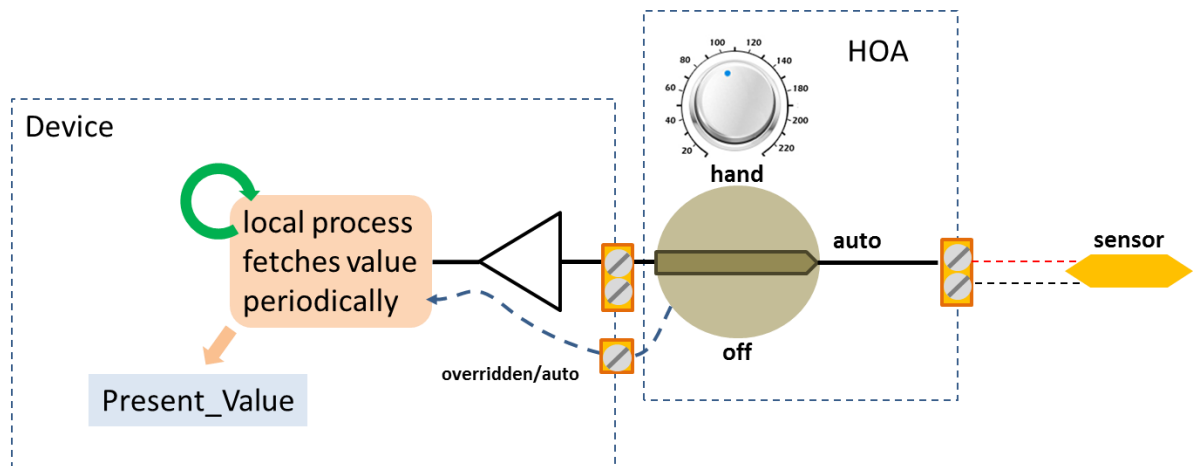 HOA
100
120
80
140
60
180
40
200
20
220
hand
Device
local process
fetches value
periodically
auto
sensor
off
overridden/auto
Present_Value